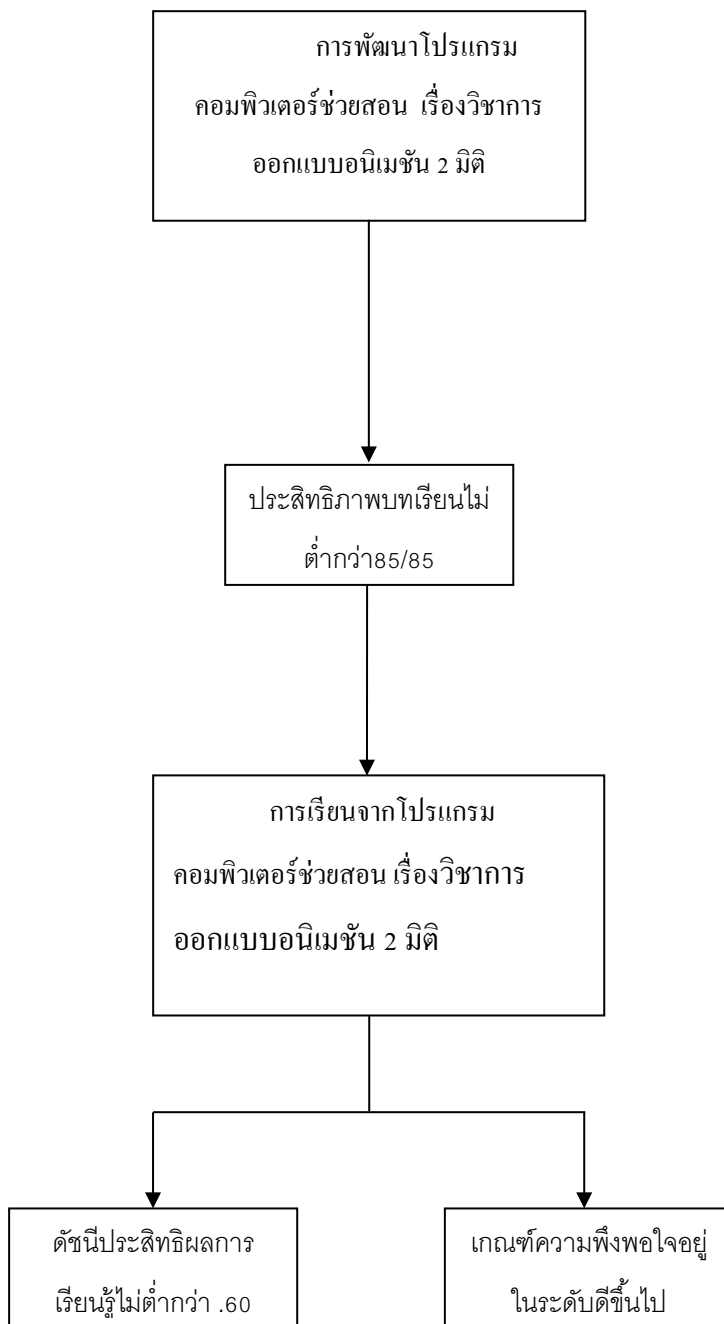 การพัฒนาโปรแกรม
คอมพิวเตอร์ช่วยสอน เรื่องวิชาการ
ออกแบบอนิเมชัน 2 มิติ
ประสิทธิภาพบทเรียนไม่
ต่ำกว่า85/85
การเรียนจากโปรแกรม
คอมพิวเตอร์ช่วยสอน เรื่องวิชาการ
ออกแบบอนิเมชัน 2 มิติ
ดัชนีประสิทธิผลการ
เรียนรู้ไม่ต่ำกว่า .60
เกณฑ์ความพึงพอใจอยู่
ในระดับดีขึ้นไป